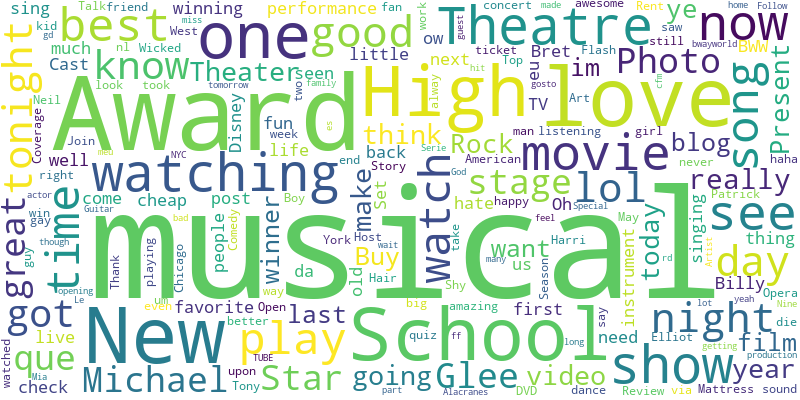 sing Talk friend winning performance kid fan concert awesome made Rent home Follow
tonight best gd miss one good Theatre work ye now
nl Wicked West little ow guest ticket still saw bwayworld
much Cast know Theater seen next Bret Flash Photo BWW
look took tomorrow two family eu im Top hit
Neil Award High love song Present
Coverage Join week fun Disney alway TV Art gosto cfm
well think Rock listening man girl blog never haha
right meu NYC life es back Story American Serie movie
actor watching end God happy really
great win come cheap post Boy watch stage lol hate Oh May Patrick
gay Guitar bad make Set feel Special singing see
guy though people Comedy winner York Host wait want Harri today thing
time Thank playing Chicago da old Hair take us many Season instrument rd Artist day
opening Le um way musical Shy Elliot Billy Opera
got even favorite Open last big amazing first say lot yeah Nine
watched que live better New play School need night film die
Mia TUBE quiz ff long getting production
check Michael upon Tony Star going Glee video show year
part Alacranes DVD dance Review via Mattress sound